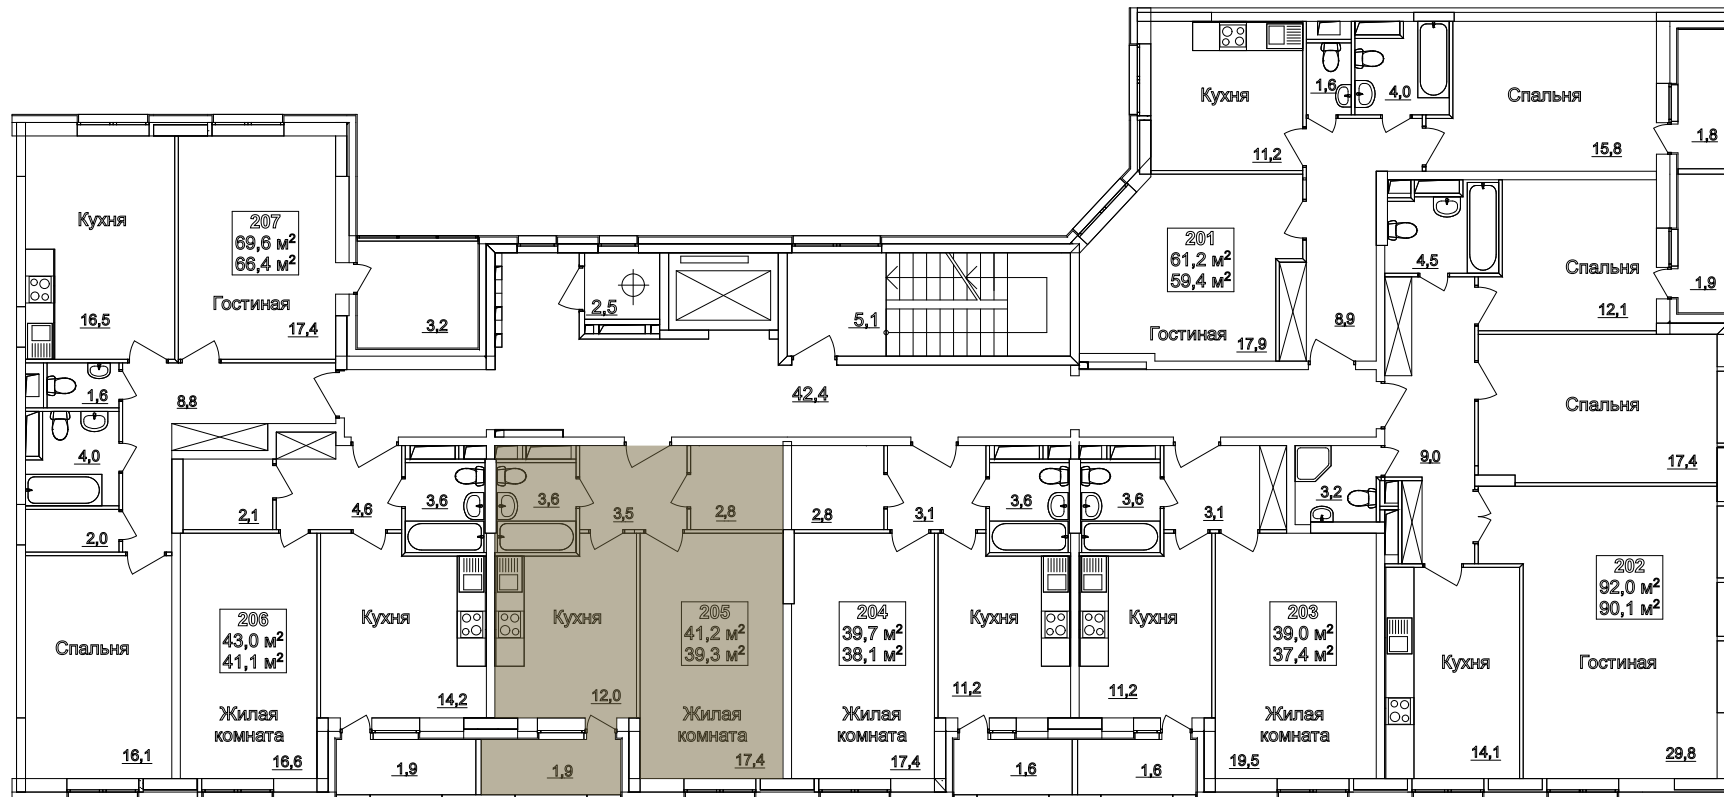 Кухня
1,6
4,0
Спальня
11,2
15,8
1,8
Кухня
207
69,6 м²
66,4 м²
Гостиная
16,5
17,4
3,2
2,5
5,1
201
61,2 м²
59,4 м²
Гостиная
17,9
8,9
4,5
Спальня
12,1
1,9
1,6
8,8
42,4
Спальня
17,4
9,0
4,0
2,1
2,0
4,6
3,6
3,6
3,5
2,8
2,8
3,1
3,6
3,6
3,1
3,2
Спальня
16,1
206
43,0 м²
41,1 м²
Жилая
комната
16,6
Кухня
14,2
1,9
Кухня
12,0
1,9
205
41,2 м²
39,3 м²
Жилая
комната
17,4
204
39,7 м²
38,1 м²
Жилая
комната
17,4
Кухня
11,2
1,6
Кухня
11,2
1,6
203
39,0 м²
37,4 м²
Жилая
комната
19,5
Кухня
14,1
202
92,0 м²
90,1 м²
Гостиная
29,8